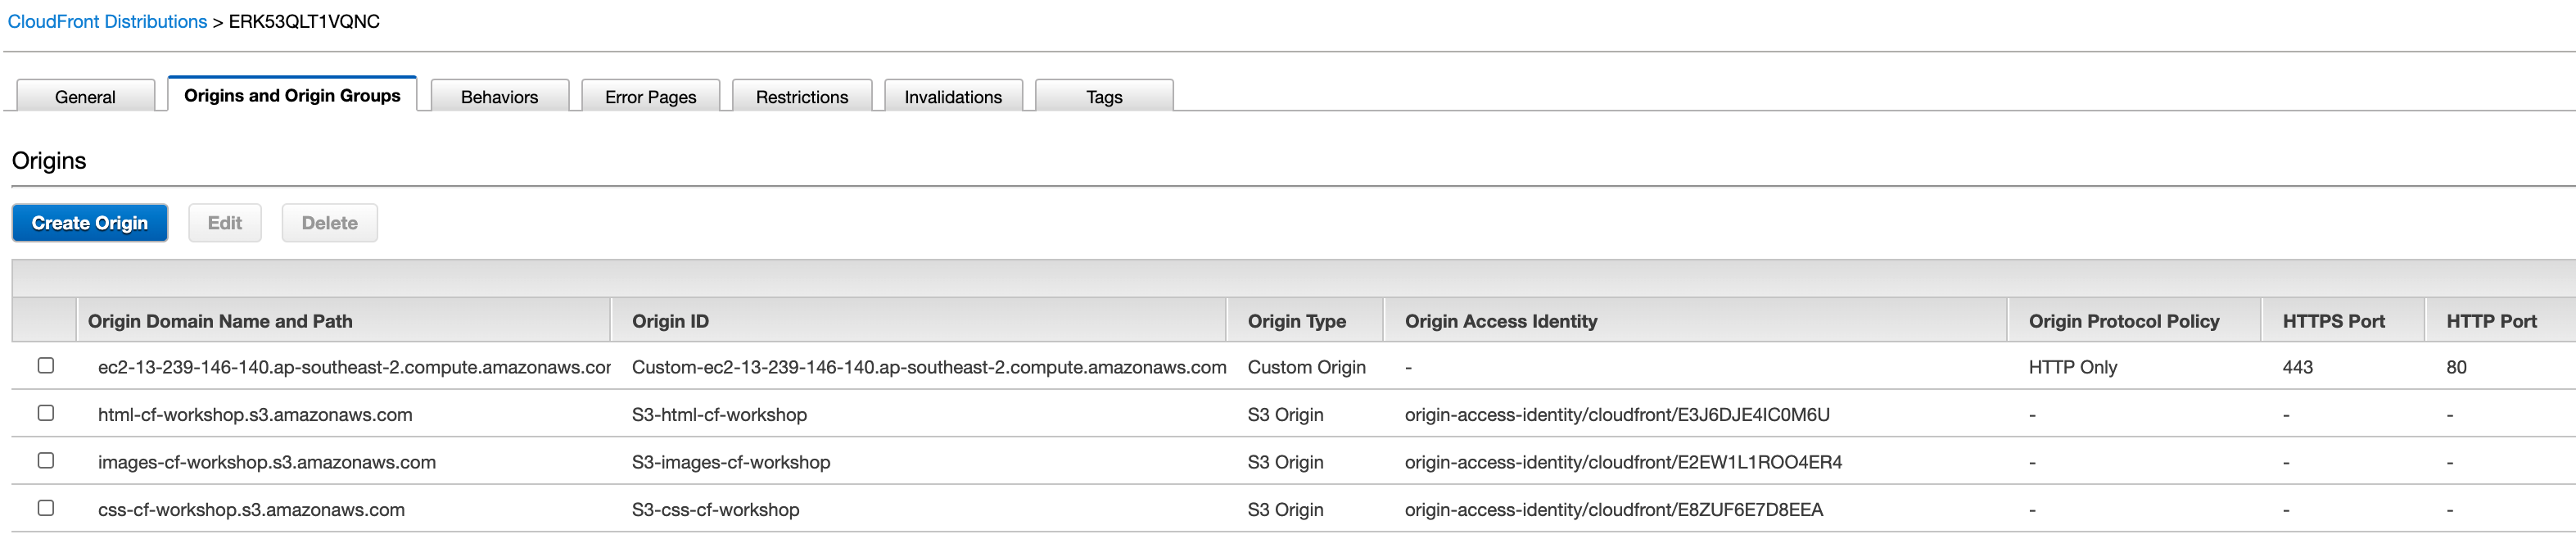 CloudFront Distributions > ERK53QLT1VQNC
General Origins and Origin Groups Behaviors Error Pages Restrictions Invalidations Tags
Origins
Create Origin Edit Delete
Origin Domain Name and Path Origin ID Origin Type Origin Access Identity Origin Protocol Policy HTTPS Port HTTP Port
ec2-13-239-146-140.ap-southeast-2.compute.amazonaws.cor Custom-ec2-13-239-146-140.ap-southeast-2.compute.amazonaws.com Custom Origin - HTTP Only 443 80
html-cf-workshop.s3.amazonaws.com S3-html-cf-workshop S3 Origin origin-access-identity/cloudfront/E3J6DJE4IC0M6U - - -
images-cf-workshop.s3.amazonaws.com S3-images-cf-workshop S3 Origin origin-access-identity/cloudfront/E2EW1L1ROO4ER4 - - -
css-cf-workshop.s3.amazonaws.com S3-css-cf-workshop S3 Origin origin-access-identity/cloudfront/E8ZUF6E7D8EEA - - -